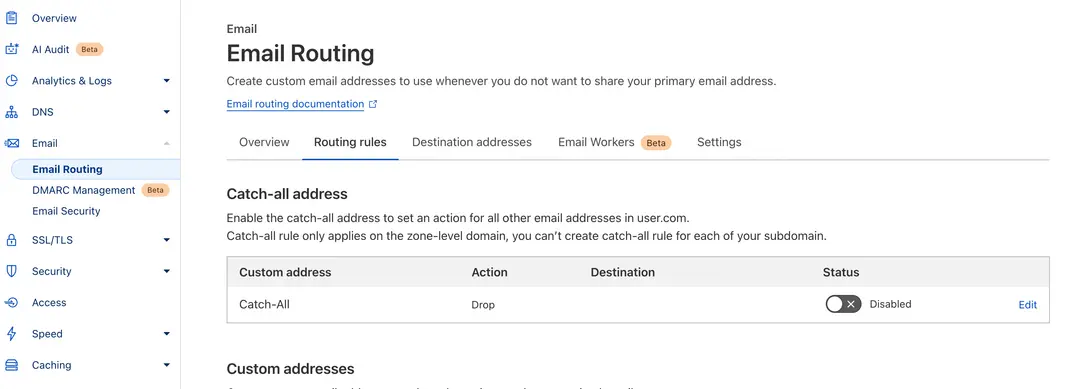 Overview
AI Audit Beta
Analytics & Logs
DNS
Email
Email Routing
DMARC Management Beta
Email Security
SSL/TLS
Security
Access
Speed
Caching
Email
Email Routing
Create custom email addresses to use whenever you do not want to share your primary email address.
Email routing documentation
Overview Routing rules Destination addresses Email Workers Beta Settings
Catch-all address
Enable the catch-all address to set an action for all other email addresses in user.com.
Catch-all rule only applies on the zone-level domain, you can't create catch-all rule for each of your subdomain.
Custom address Action Destination Status
Catch-All Drop Disabled Edit
Custom addresses